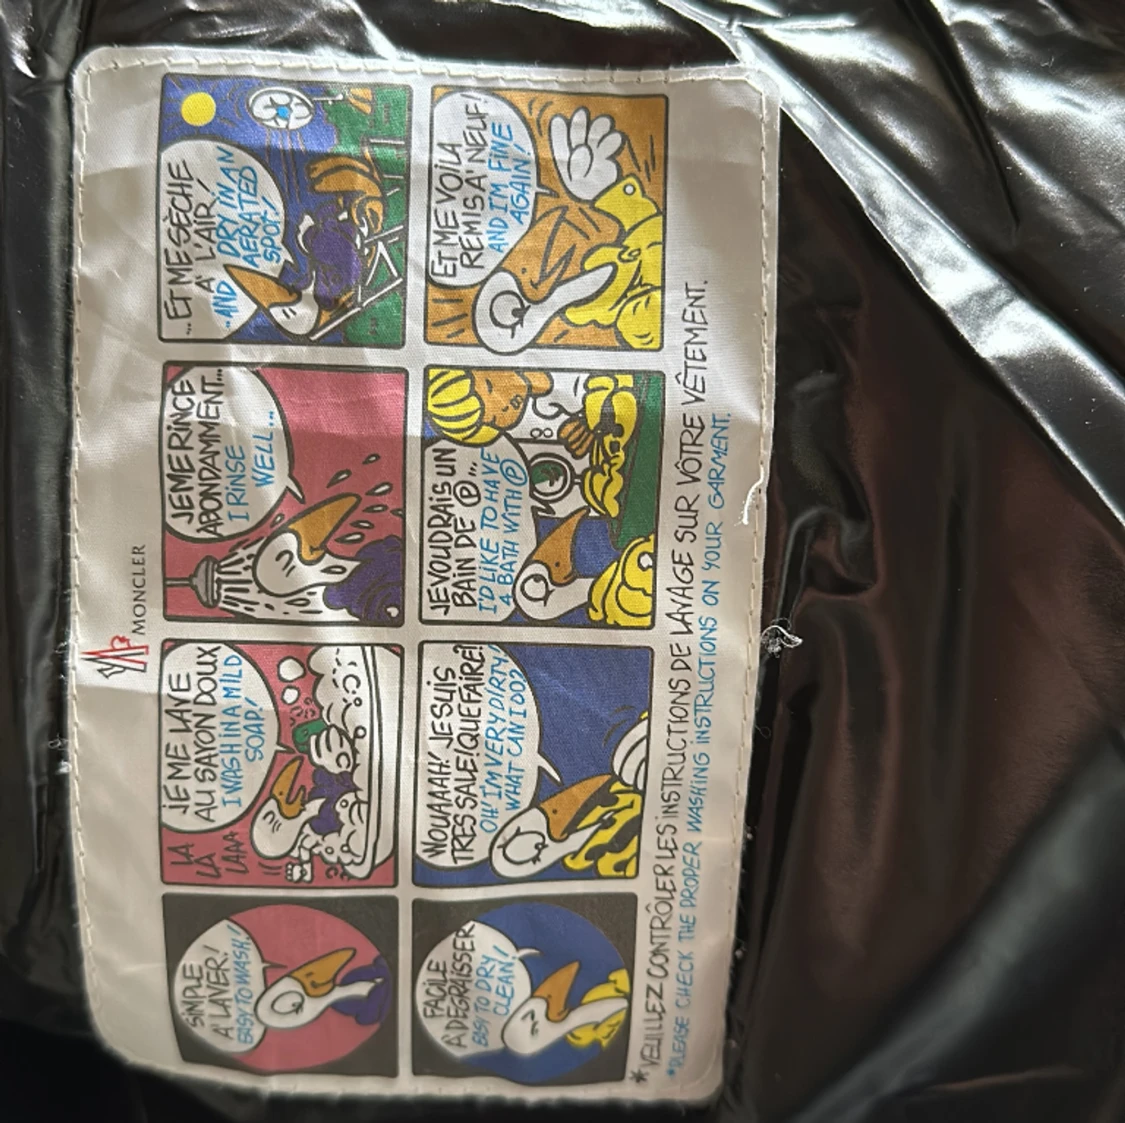 MONCLER
SIMPLE
A' LAVER!
EASY TO WASH!
LA
LA
LAAA
JE ME LAVE
AU SAVON DOUX
I WASH IN A MILD
SOAP!
JE ME RINCE
ABONDAMMENT...
I RINSE
WELL...
...ET ME SÈCHE
A' L'AIR!
..AND DRY IN AN
AERATED
SPOT!
FACILE
A' DEGRAISSER
EASY TO DRY
CLEAN!
WOUAAAH! JE SUIS
TRES SALE! QUE FAIRE?
OH! I'M VERY DIRTY!
WHAT CAN I DO?
JE VOUDRAIS UN
BAIN DE Ⓟ...
I'D LIKE TO HAVE
A BATH WITH Ⓟ
ET ME VOILA
REMIS A' NEUF!
AND I'M FINE
AGAIN!
*VEUILLEZ CONTRÔLER LES INSTRUCTIONS DE LAVAGE SUR VÔTRE VÊTEMENT.
*PLEASE CHECK THE PROPER WASHING INSTRUCTIONS ON YOUR GARMENT.